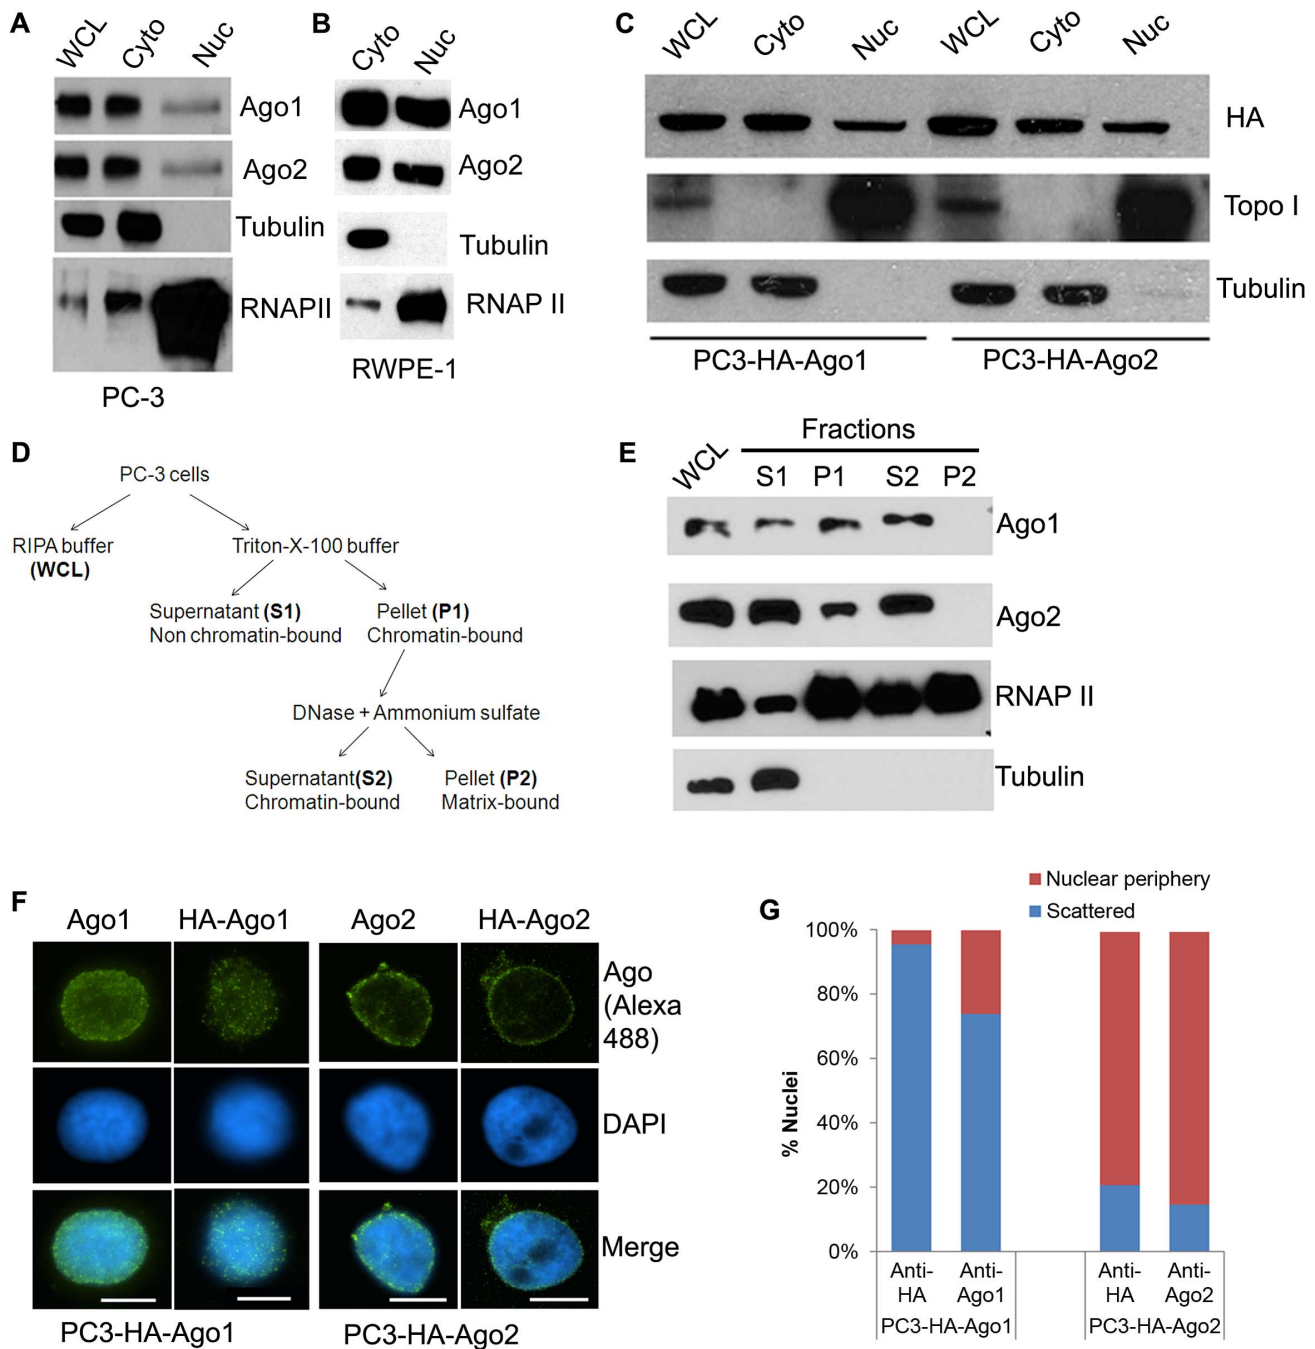 A
WCL
Cyto
Nuc
Ago1
Ago2
Tubulin
RNAPII
PC-3
B
Cyto
Nuc
Ago1
Ago2
Tubulin
RNAP II
RWPE-1
C
WCL
Cyto
Nuc
WCL
Cyto
Nuc
HA
Topo I
Tubulin
PC3-HA-Ago1
PC3-HA-Ago2
D
PC-3 cells
RIPA buffer
(WCL)
Triton-X-100 buffer
Supernatant (S1)
Non chromatin-bound
Pellet (P1)
Chromatin-bound
DNase + Ammonium sulfate
Supernatant(S2)
Chromatin-bound
Pellet (P2)
Matrix-bound
E
Fractions
WCL
S1
P1
S2
P2
Ago1
Ago2
RNAP II
Tubulin
F
Ago1
HA-Ago1
Ago2
HA-Ago2
Ago
(Alexa
488)
DAPI
Merge
PC3-HA-Ago1
PC3-HA-Ago2
G
Nuclear periphery
Scattered
% Nuclei
100%
80%
60%
40%
20%
0%
Anti-
HA
Anti-
Ago1
Anti-
HA
Anti-
Ago2
PC3-HA-Ago1
PC3-HA-Ago2